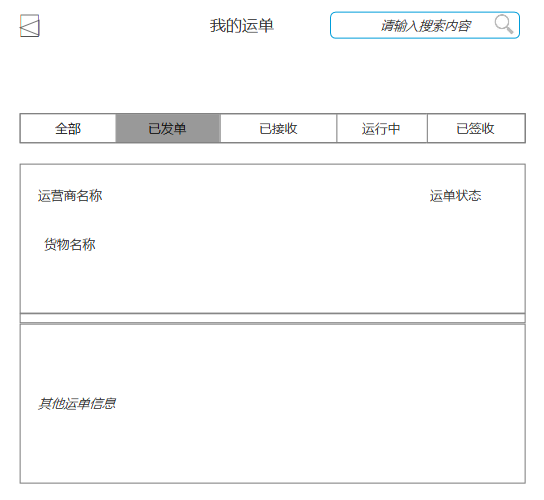 我的运单
请输入搜索内容
全部
已发单
已接收
运行中
已签收
运营商名称
运单状态
货物名称
其他运单信息